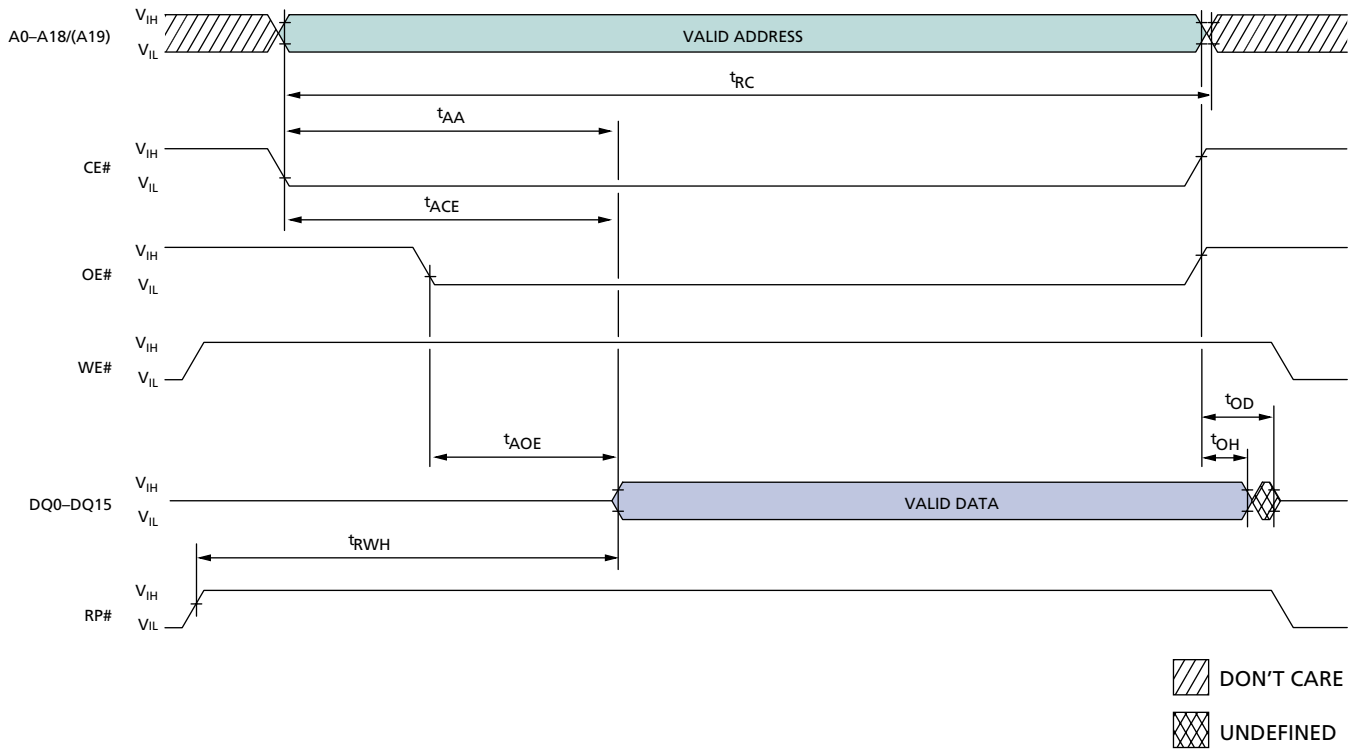 A0–A18/(A19)
VIH
VIL
VALID ADDRESS
tRC
tAA
CE#
VIH
VIL
tACE
OE#
VIH
VIL
WE#
VIH
VIL
tOD
tAOE
tOH
DQ0–DQ15
VIH
VIL
VALID DATA
tRWH
RP#
VIH
VIL
DON'T CARE
UNDEFINED